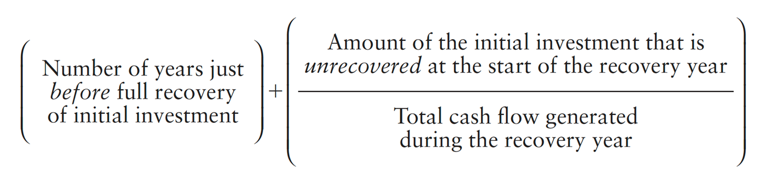 Number of years just
before full recovery
of initial investment
+
Amount of the initial investment that is
unrecovered at the start of the recovery year
Total cash flow generated
during the recovery year